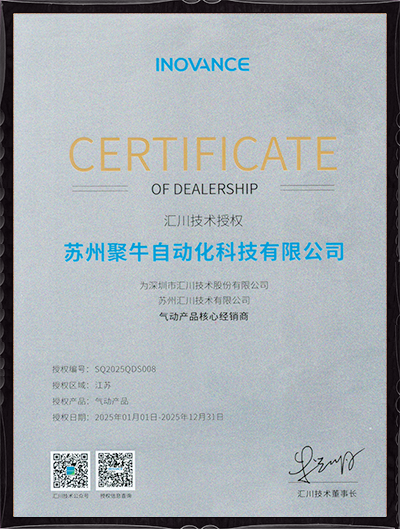 INOVANCE
CERTIFICATE
OF DEALERSHIP
汇川技术授权
苏州聚牛自动化科技有限公司
为深圳市汇川技术股份有限公司
苏州汇川技术有限公司
气动产品核心经销商
授权编号： SQ2025QDS008
授权区域： 江苏
授权产品： 气动产品
授权日期： 2025年01月01日-2025年12月31日
汇川技术公众号 授权信息查询
汇川技术董事长